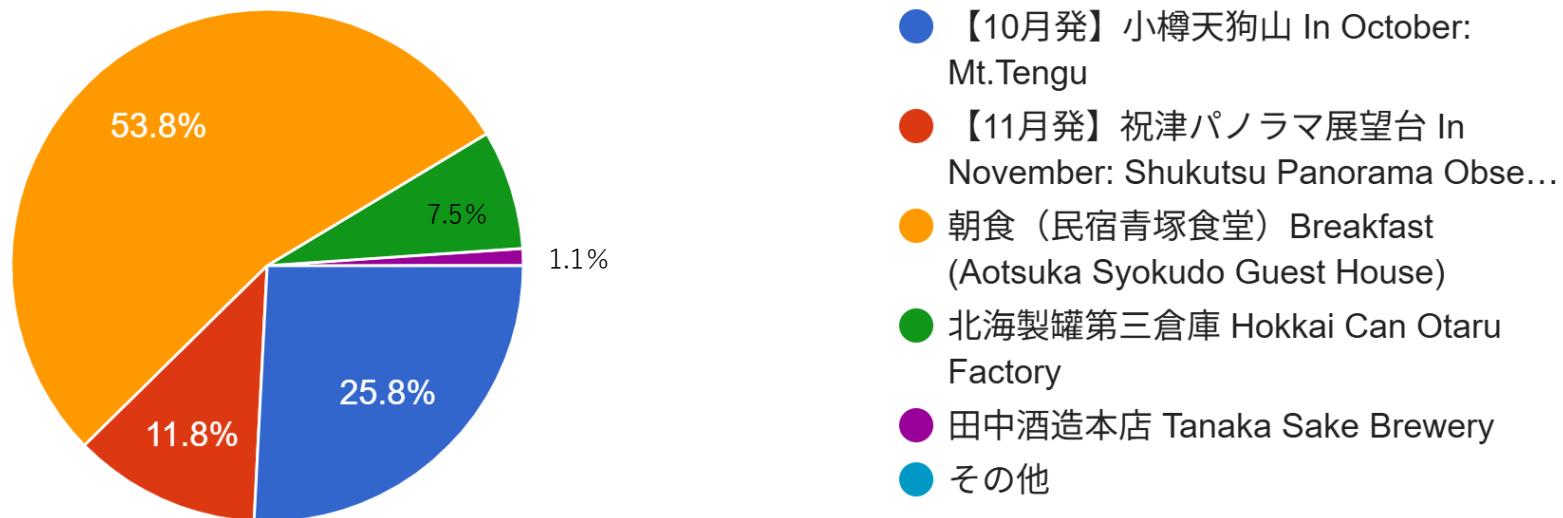 53.8%
7.5%
1.1%
25.8%
11.8%
【10月発】小樽天狗山 In October:
Mt.Tengu
【11月発】祝津パノラマ展望台 In
November: Shukutsu Panorama Obse…
朝食（民宿青塚食堂）Breakfast
(Aotsuka Syokudo Guest House)
北海製罐第三倉庫 Hokkai Can Otaru
Factory
田中酒造本店 Tanaka Sake Brewery
その他